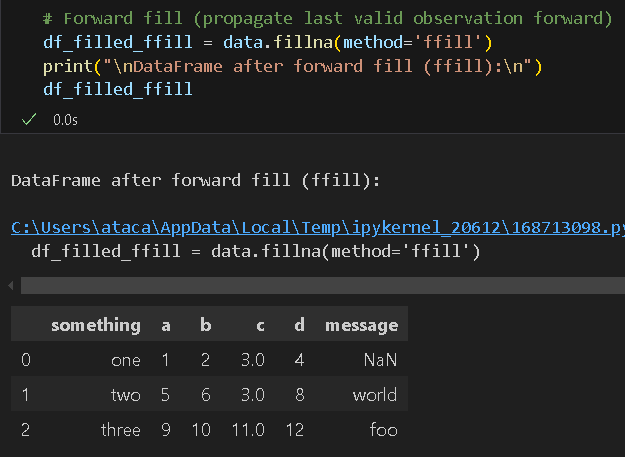 # Forward fill (propagate last valid observation forward)
df_filled_ffill = data.fillna(method='ffill')
print("\nDataFrame after forward fill (ffill):\n")
df_filled_ffill
0.0s
DataFrame after forward fill (ffill):
C:\Users\ataca\AppData\Local\Temp\ipykernel_20612\168713098.py
df_filled_ffill = data.fillna(method='ffill')
something a b c d message
0 one 1 2 3.0 4 NaN
1 two 5 6 3.0 8 world
2 three 9 10 11.0 12 foo